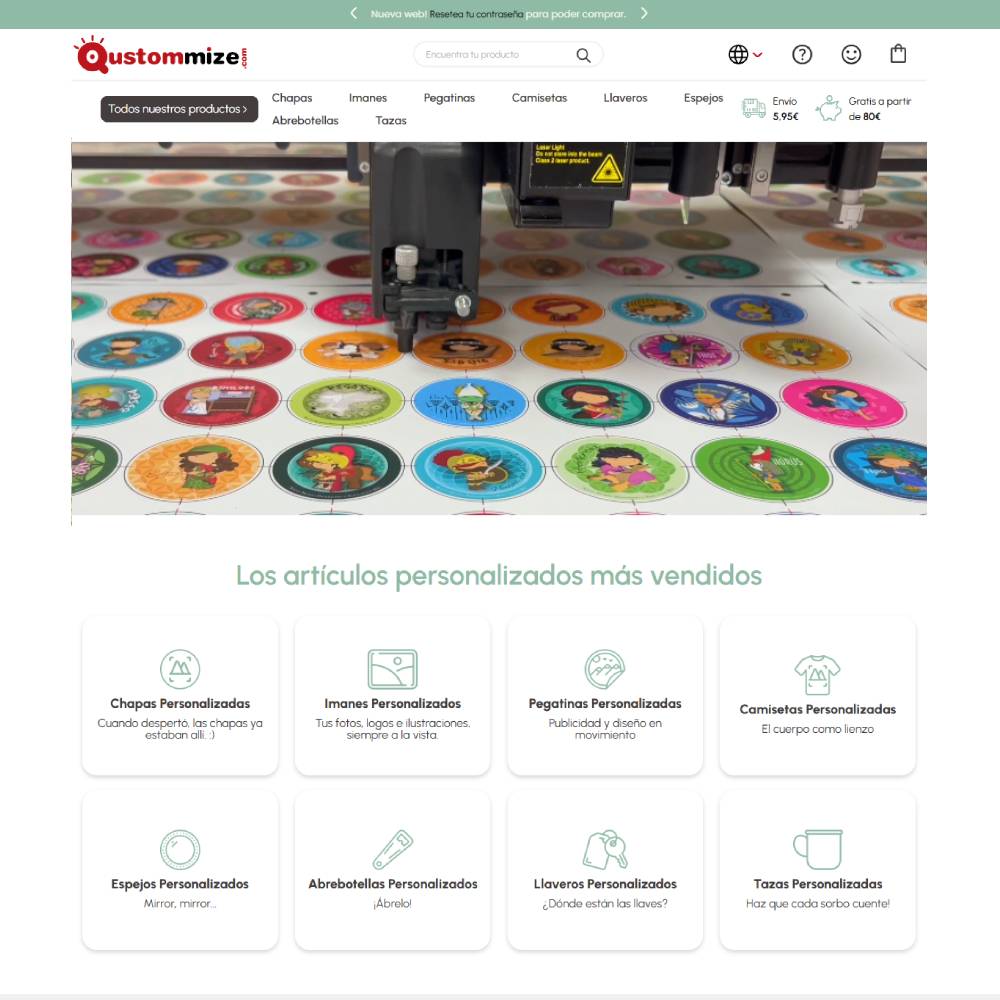 Nueva web! Resetea tu contraseña para poder comprar.
Qustommize.com
Encuentra tu producto
Todos nuestros productos ›
Chapas
Imanes
Pegatinas
Camisetas
Llaveros
Espejos
Abrebotellas
Tazas
Envío
5,95€
Gratis a partir
de 80€
Laser Light
Do not stare into the beam
Class 2 laser product
Los artículos personalizados más vendidos
Chapas Personalizadas
Cuando despertó, las chapas ya
estaban allí. :)
Imanes Personalizados
Tus fotos, logos e ilustraciones,
siempre a la vista.
Pegatinas Personalizadas
Publicidad y diseño en
movimiento
Camisetas Personalizadas
El cuerpo como lienzo
Espejos Personalizados
Mirror, mirror...
Abrebotellas Personalizados
¡Ábrelo!
Llaveros Personalizados
¿Dónde están las llaves?
Tazas Personalizadas
Haz que cada sorbo cuente!